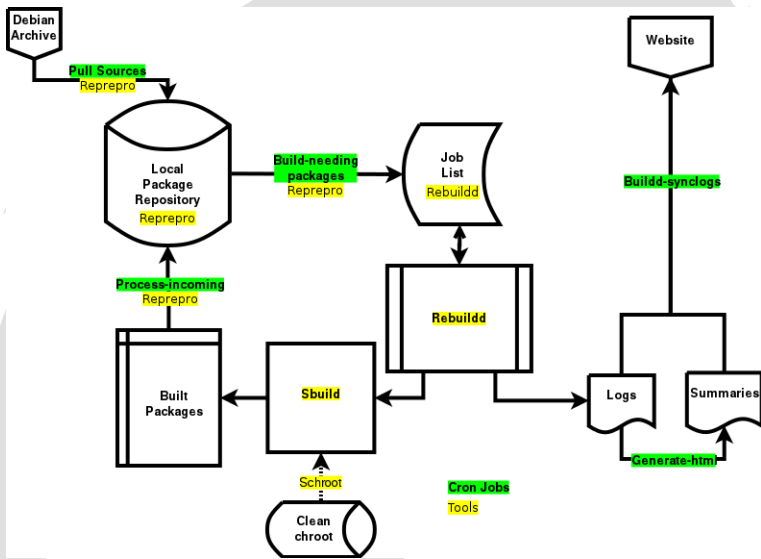 Debian
Archive
Pull Sources
Reprepro
Website
Local
Package
Repository
Reprepro
Build-needing
packages
Reprepro
Job
List
Rebuildd
Buildd-synclogs
Process-incoming
Reprepro
Rebuildd
Built
Packages
Sbuild
Logs
Summaries
Generate-html
Schroot
Clean
chroot
Cron Jobs
Tools